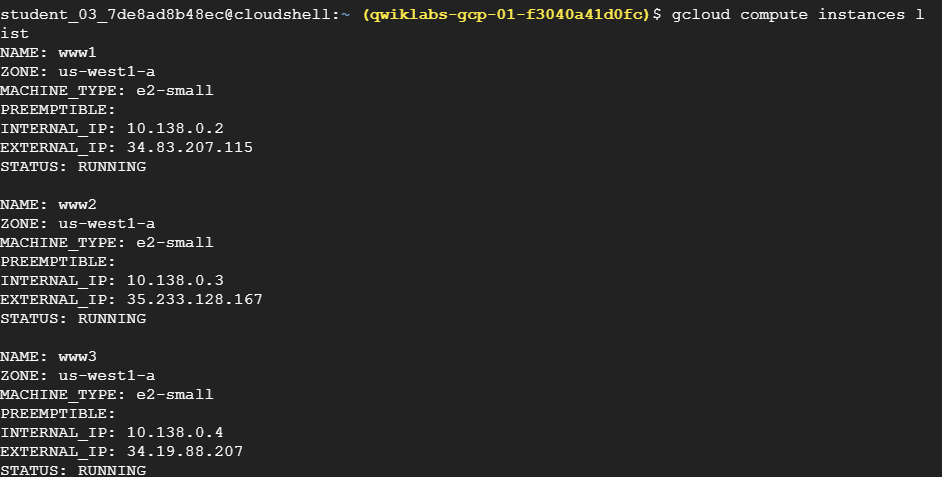 student_03_7de8ad8b48ec@cloudshell:~ (qwiklabs-gcp-01-f3040a41d0fc)$ gcloud compute instances l
ist
NAME: www1
ZONE: us-west1-a
MACHINE_TYPE: e2-small
PREEMPTIBLE:
INTERNAL_IP: 10.138.0.2
EXTERNAL_IP: 34.83.207.115
STATUS: RUNNING

NAME: www2
ZONE: us-west1-a
MACHINE_TYPE: e2-small
PREEMPTIBLE:
INTERNAL_IP: 10.138.0.3
EXTERNAL_IP: 35.233.128.167
STATUS: RUNNING

NAME: www3
ZONE: us-west1-a
MACHINE_TYPE: e2-small
PREEMPTIBLE:
INTERNAL_IP: 10.138.0.4
EXTERNAL_IP: 34.19.88.207
STATUS: RUNNING